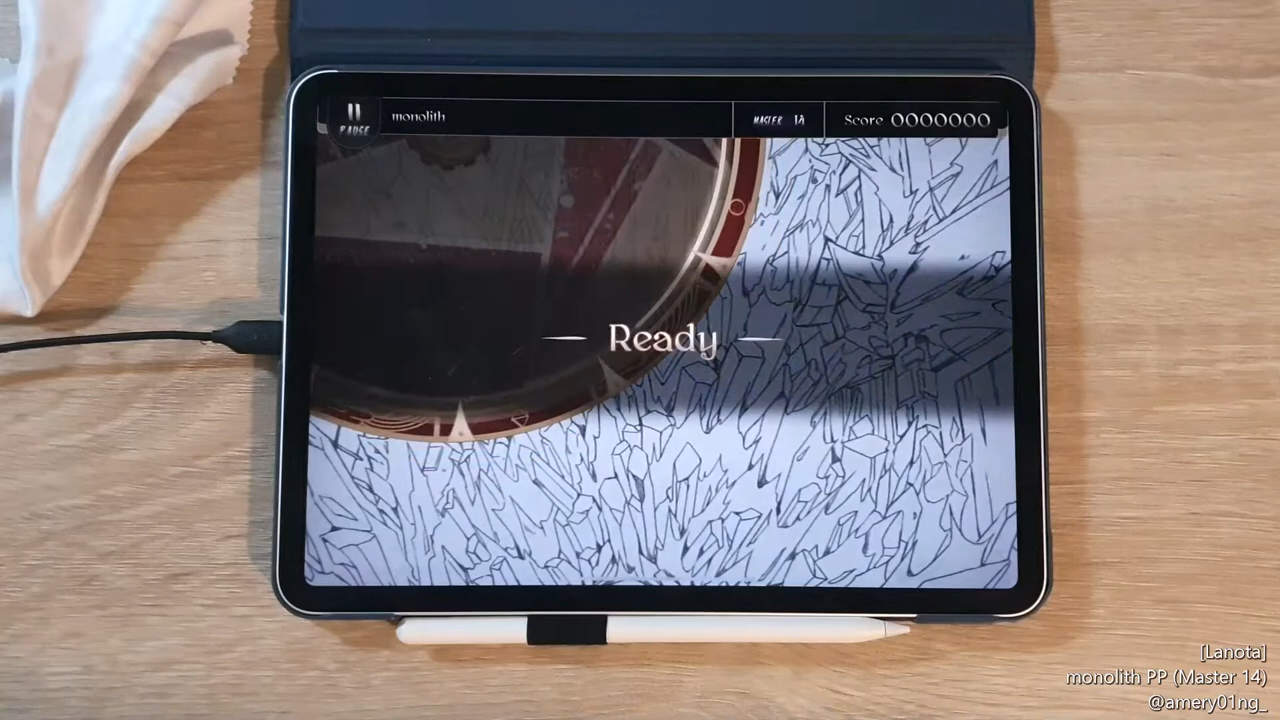 PAUSE
monolith
MASTER 14
Score 0000000
Ready
[Lanota]
monolith PP (Master 14)
@amery01ng_